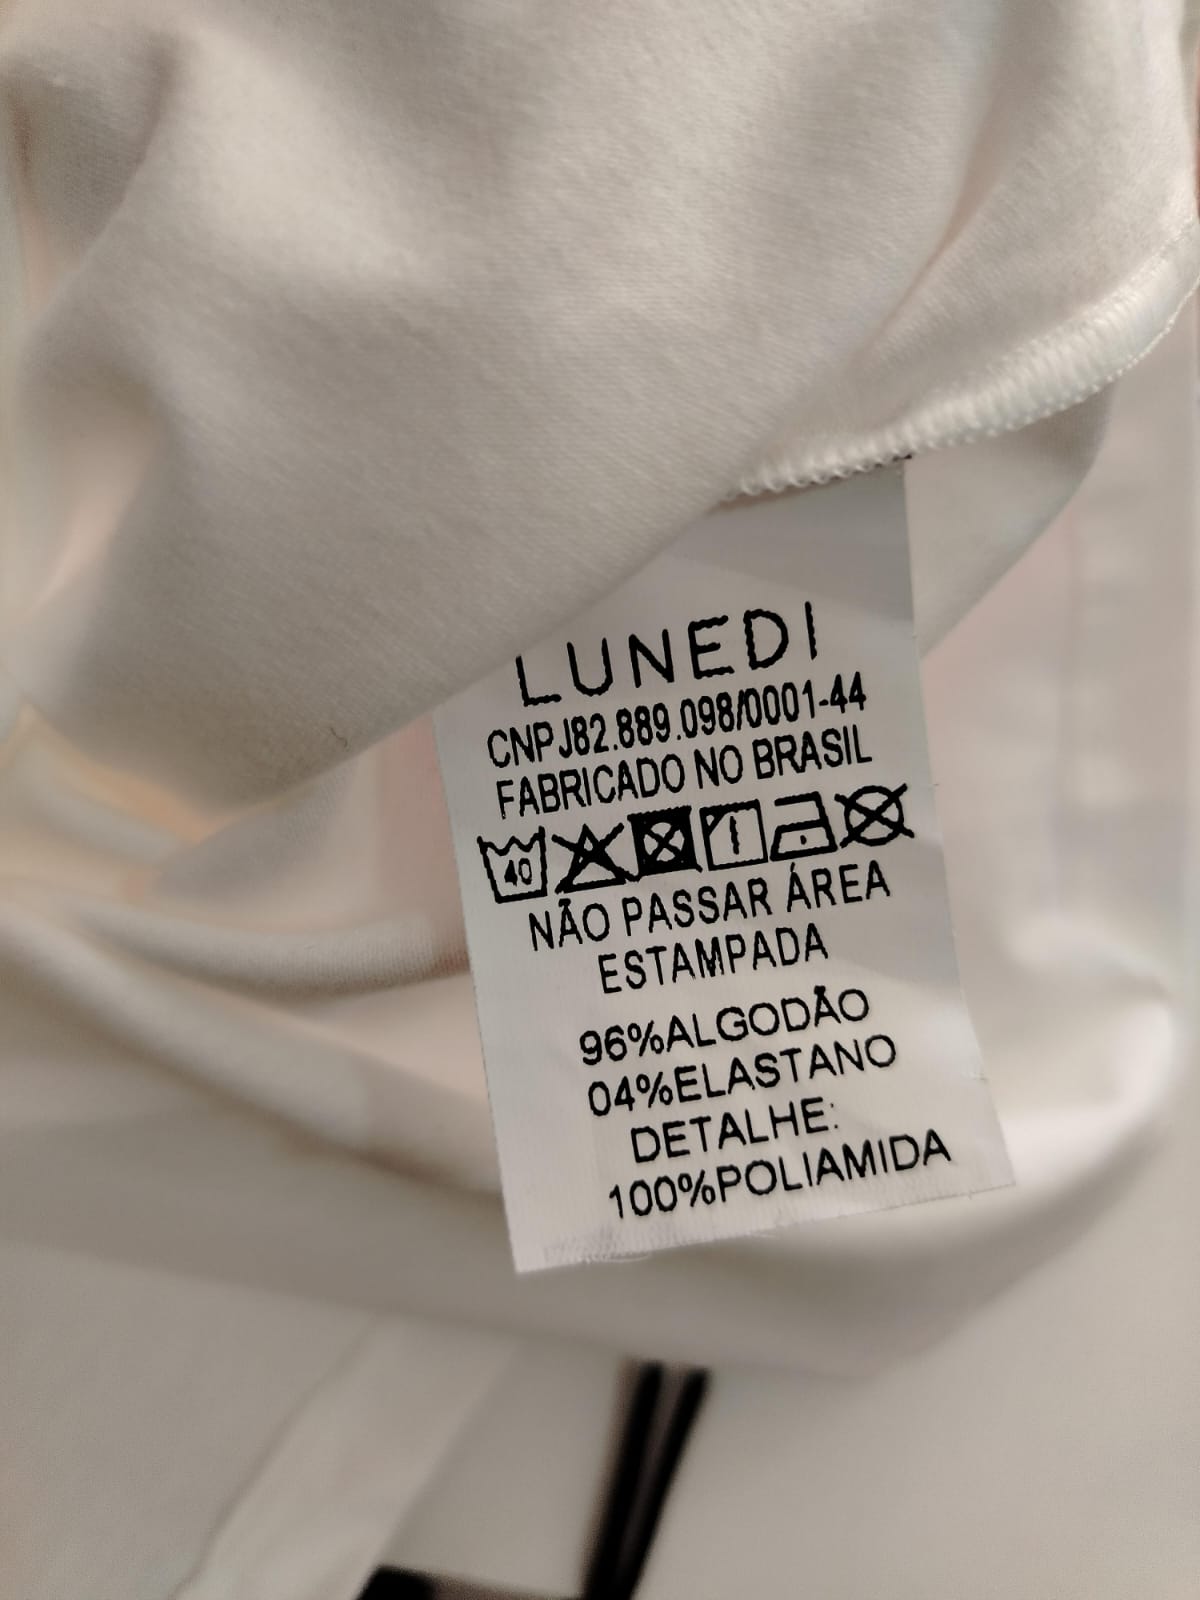 LUNEDI
CNPJ82.889.098/0001-44
FABRICADO NO BRASIL
40
NÃO PASSAR ÁREA
ESTAMPADA
96%ALGODÃO
04%ELASTANO
DETALHE:
100%POLIAMIDA